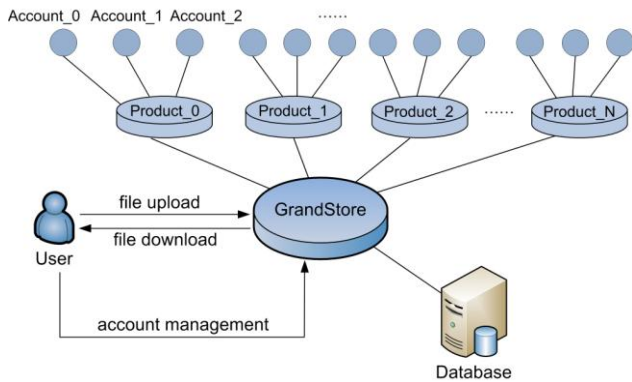 Account_0 Account_1 Account_2 ......
Product_0 Product_1 Product_2 ...... Product_N
GrandStore
file upload
file download
User
account management
Database